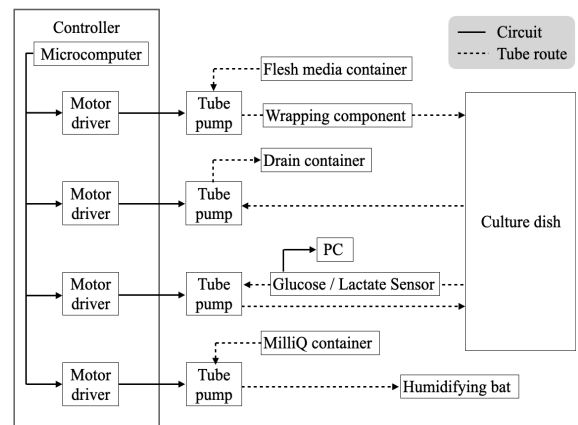 Controller
Microcomputer
Circuit
Tube route
Flesh media container
Motor
driver
Tube
pump
Wrapping component
Drain container
Motor
driver
Tube
pump
Culture dish
PC
Motor
driver
Tube
pump
Glucose / Lactate Sensor
MilliQ container
Motor
driver
Tube
pump
Humidifying bat